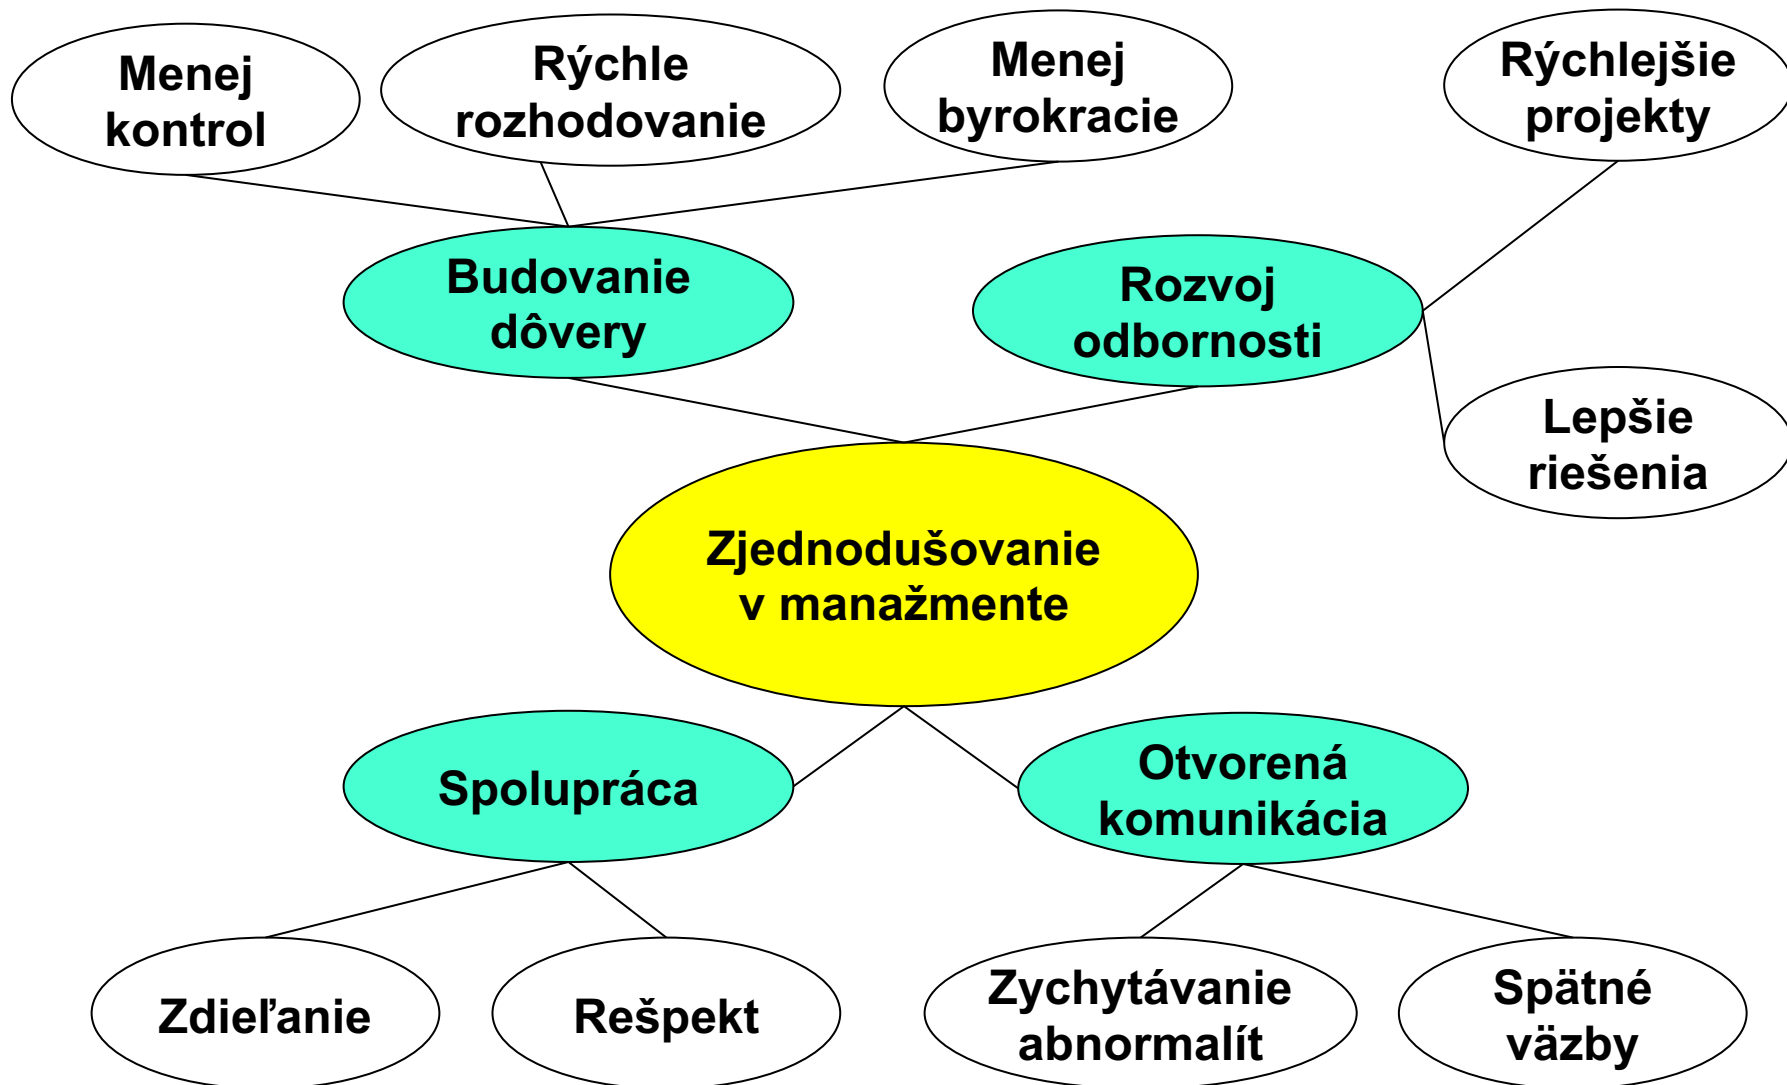 Menej
kontrol
Rýchle
rozhodovanie
Menej
byrokracie
Rýchlejšie
projekty
Budovanie
dôvery
Rozvoj
odbornosti
Lepšie
riešenia
Zjednodušovanie
v manažmente
Spolupráca
Otvorená
komunikácia
Zdieľanie
Rešpekt
Zychytávanie
abnormalít
Spätné
väzby